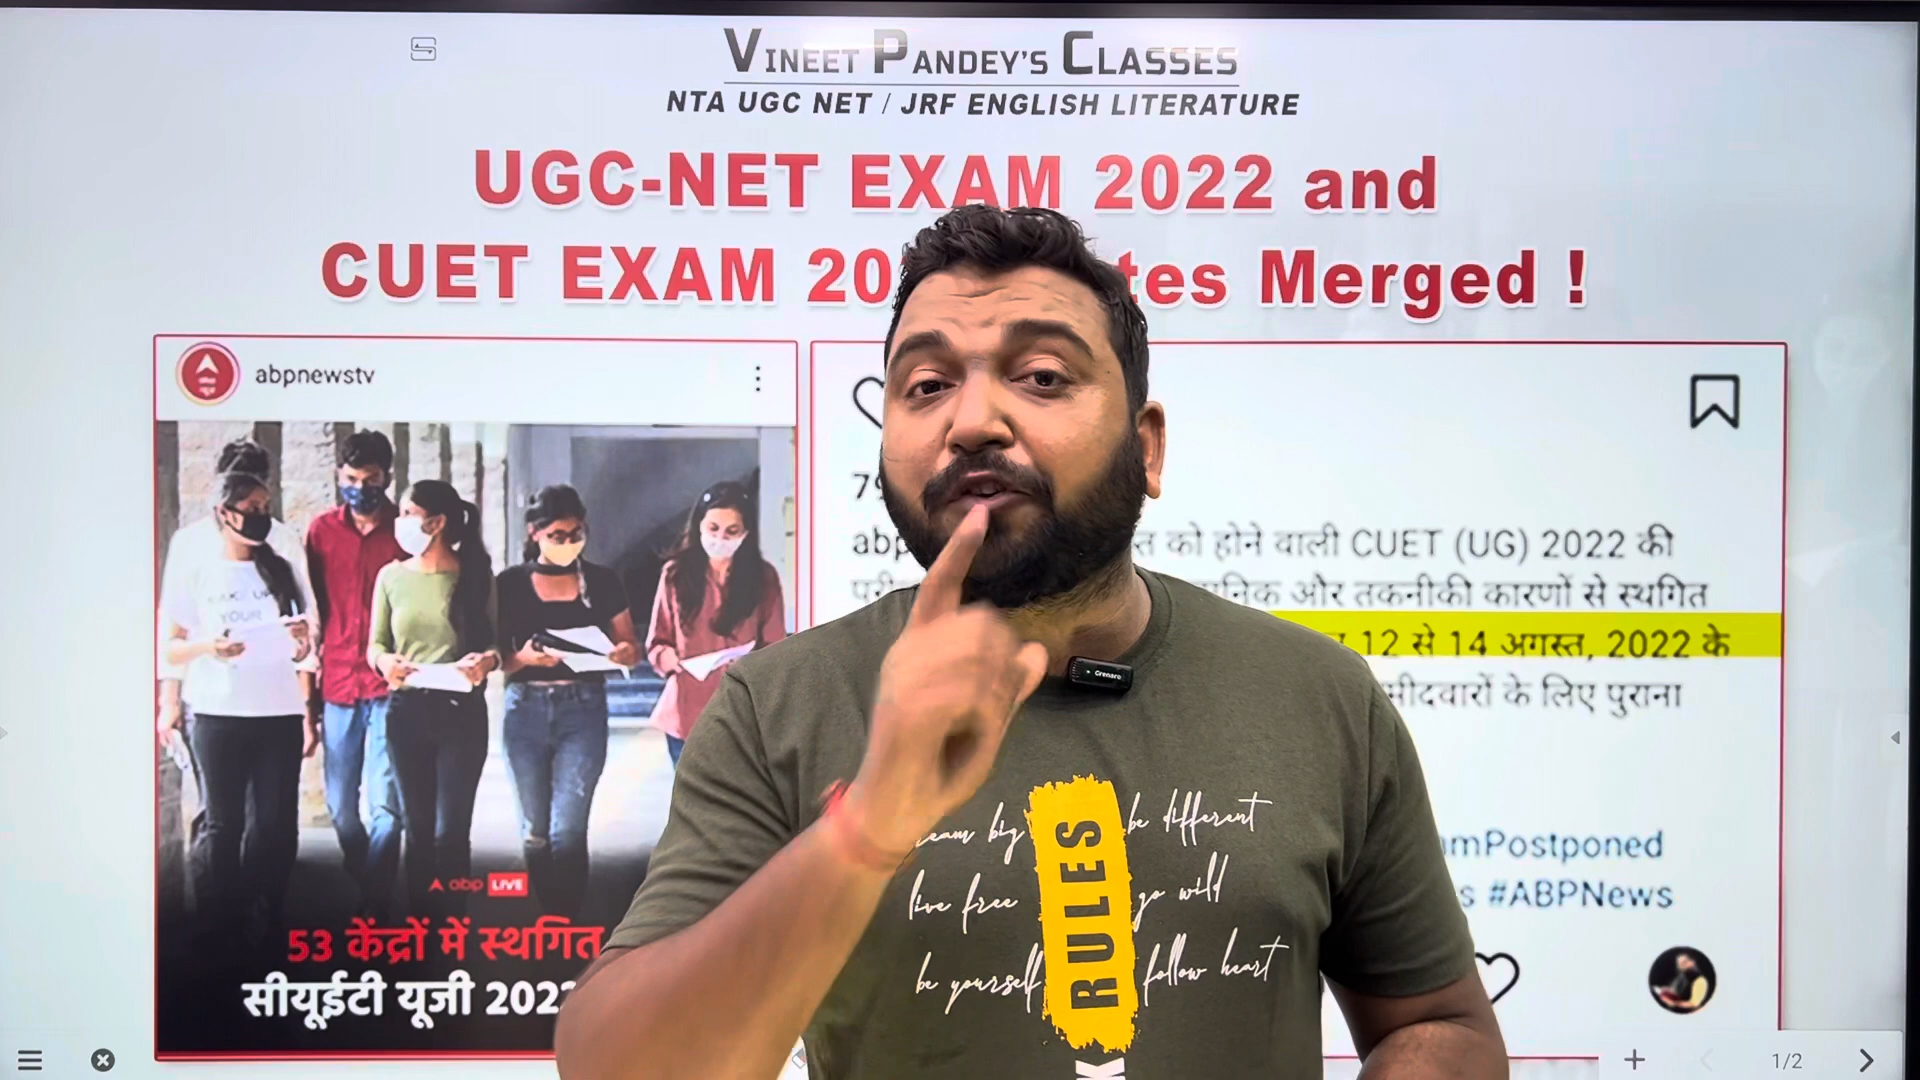 VINEET PANDEY'S CLASSES
NTA UGC NET / JRF ENGLISH LITERATURE
UGC-NET EXAM 2022 and
CUET EXAM 20 tes Merged !
abpnewstv
को होने वाली CUET (UG) 2022 की
और तकनीकी कारणों से स्थगित
12 से 14 अगस्त, 2022 के
के लिए पुराना
mPostponed
#ABPNews
abp LIVE
53 केंद्रों में स्थगित
सीयूईटी यूजी 202
Grenaro
big be different
live free go wild
be yourself follow heart
RULES
1/2